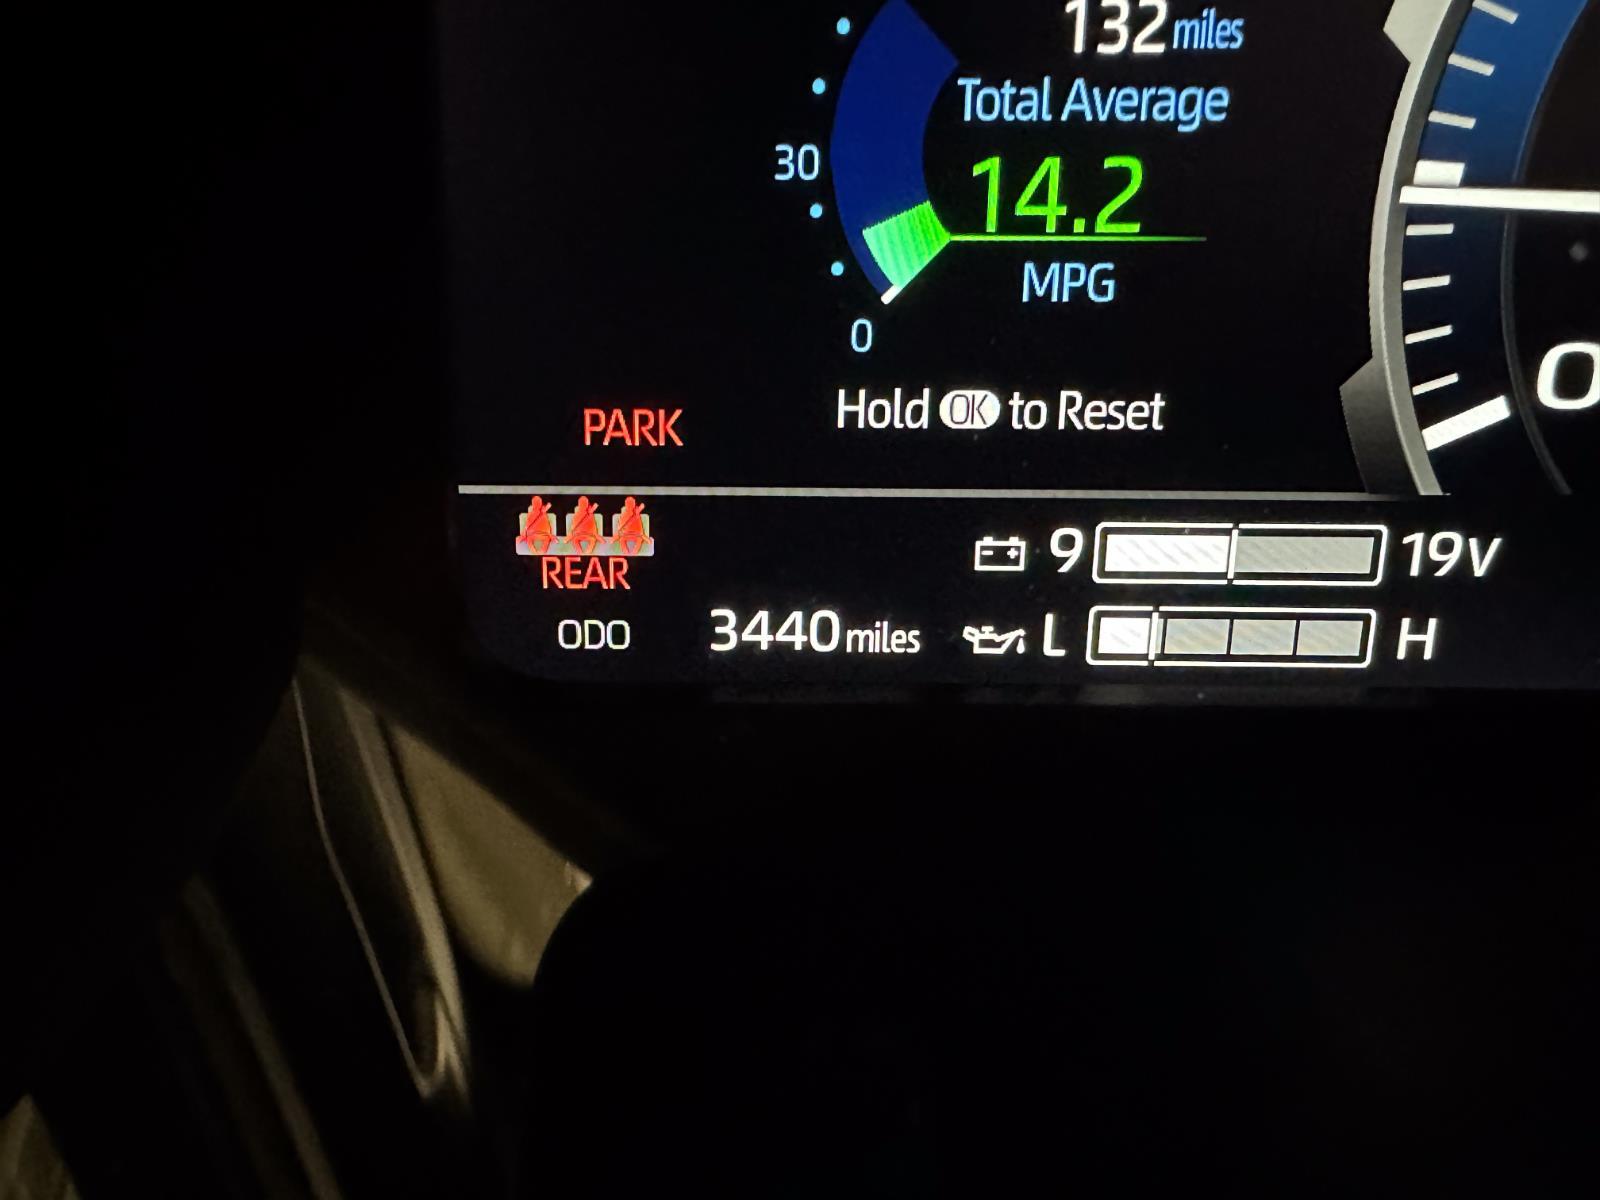 132 miles
Total Average
30
14.2
MPG
0
0
Hold OK to Reset
PARK
REAR
9 19V
ODO 3440 miles L H